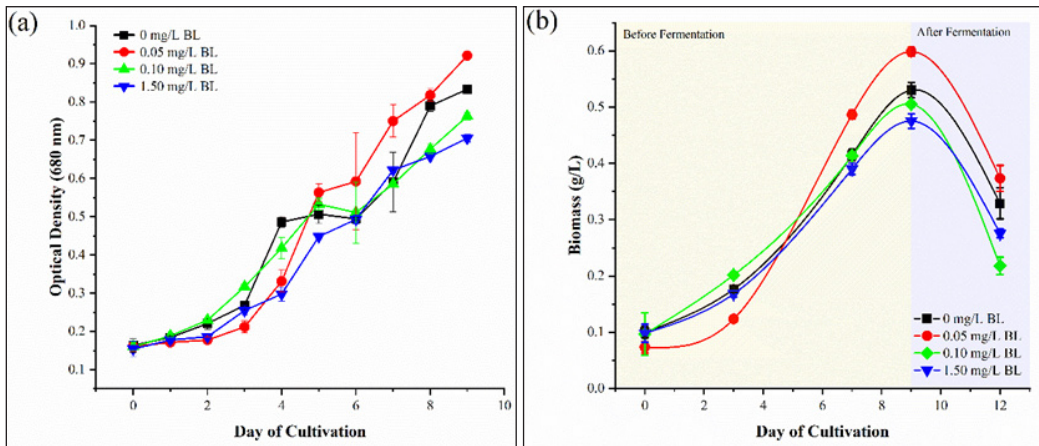 (a)
0 mg/L BL
0.05 mg/L BL
0.10 mg/L BL
1.50 mg/L BL
Optical Density (680 nm)
1.0
0.9
0.8
0.7
0.6
0.5
0.4
0.3
0.2
0.1
0 2 4 6 8 10
Day of Cultivation
(b)
Before Fermentation
After Fermentation
Biomass (g/L)
0.6
0.5
0.4
0.3
0.2
0.1
0.0
0 mg/L BL
0.05 mg/L BL
0.10 mg/L BL
1.50 mg/L BL
0 2 4 6 8 10 12
Day of Cultivation